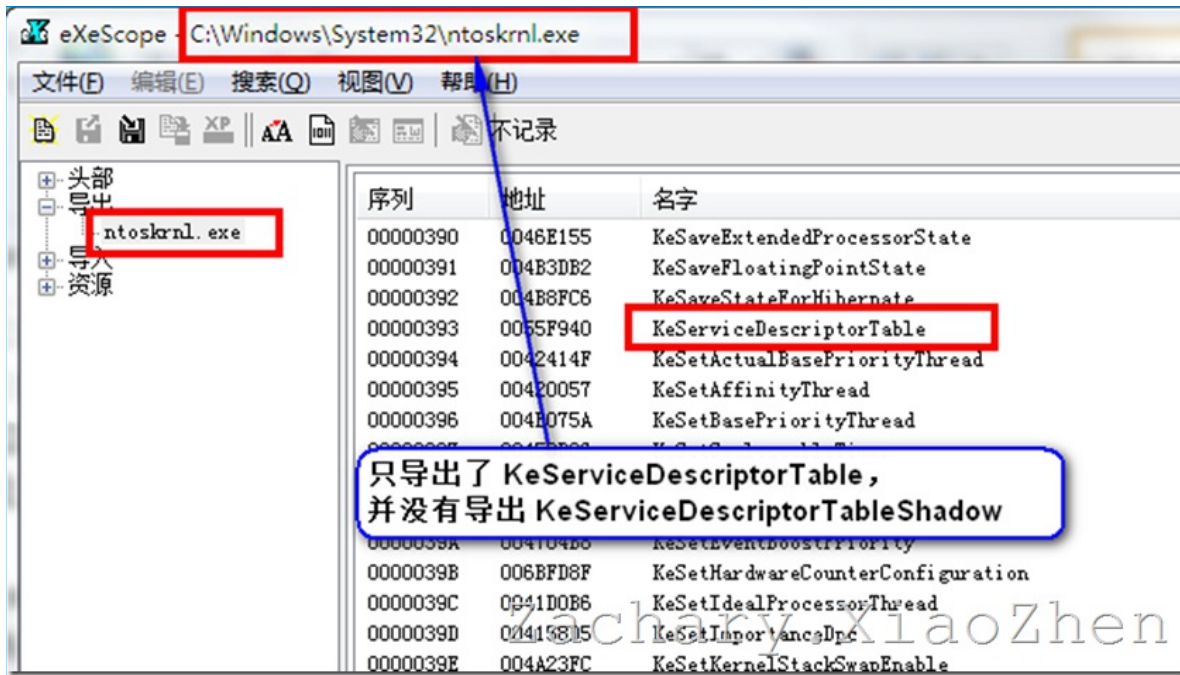 eXeScope - C:\Windows\System32\ntoskrnl.exe
文件(F) 编辑(E) 搜索(Q) 视图(V) 帮助(H)
不记录
头部
导出
ntoskrnl.exe
导入
资源
序列 地址 名字
00000390 0046E155 KeSaveExtendedProcessorState
00000391 004B3DB2 KeSaveFloatingPointState
00000392 004B8FC6 KeSaveStateForHibernate
00000393 0055F940 KeServiceDescriptorTable
00000394 0042414F KeSetActualBasePriorityThread
00000395 00420057 KeSetAffinityThread
00000396 KeSetBasePriorityThread
只导出了 KeServiceDescriptorTable，
并没有导出 KeServiceDescriptorTableShadow
0000039A KeSetEventBoostPriority
0000039B 006BFD8F KeSetHardwareCounterConfiguration
0000039C 0041D0B6 KeSetIdealProcessorThread
0000039D KeSetImportanceDpc
0000039E 004A23FC KeSetKernelStackSwapEnable
Zachary.XiaoZhen